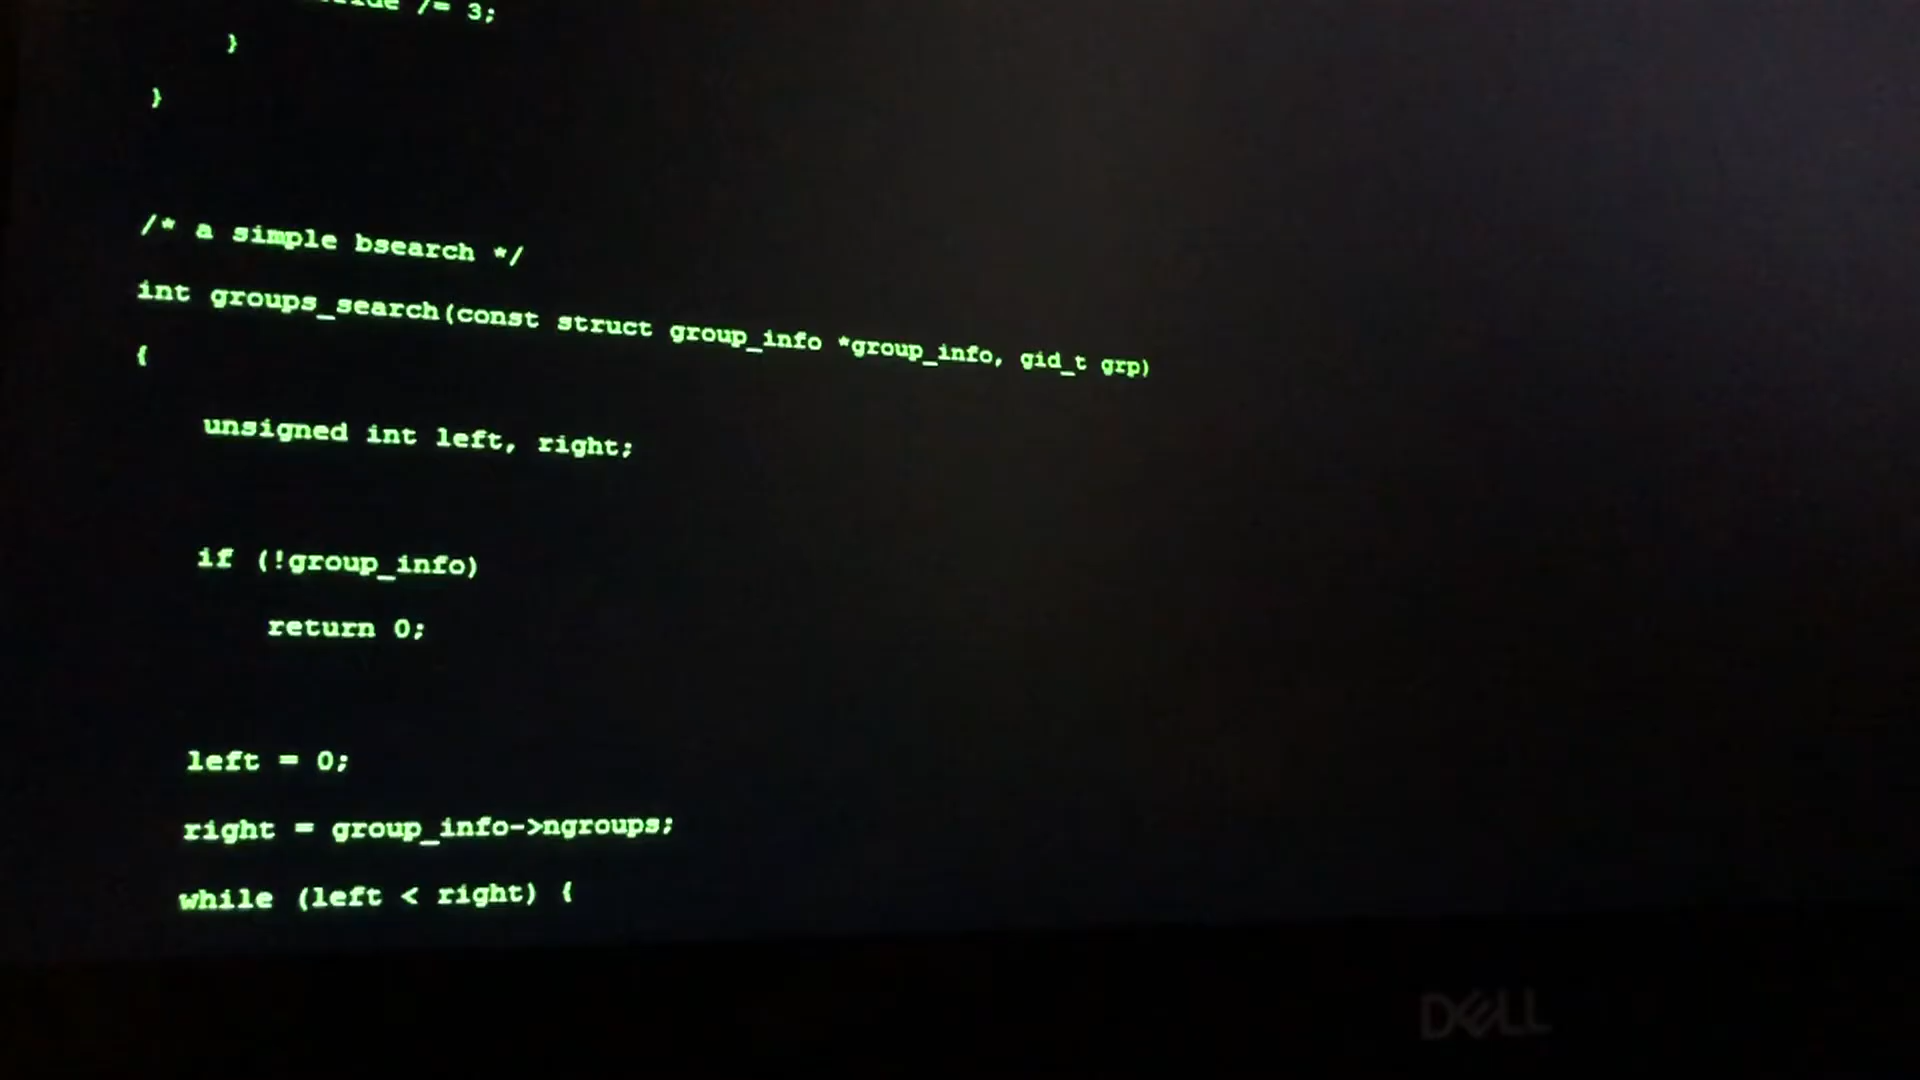 /= 3;
}
}
/* a simple bsearch */
int groups_search(const struct group_info *group_info, gid_t grp)
{
unsigned int left, right;
if (!group_info)
return 0;
left = 0;
right = group_info->ngroups;
while (left < right) {
DELL